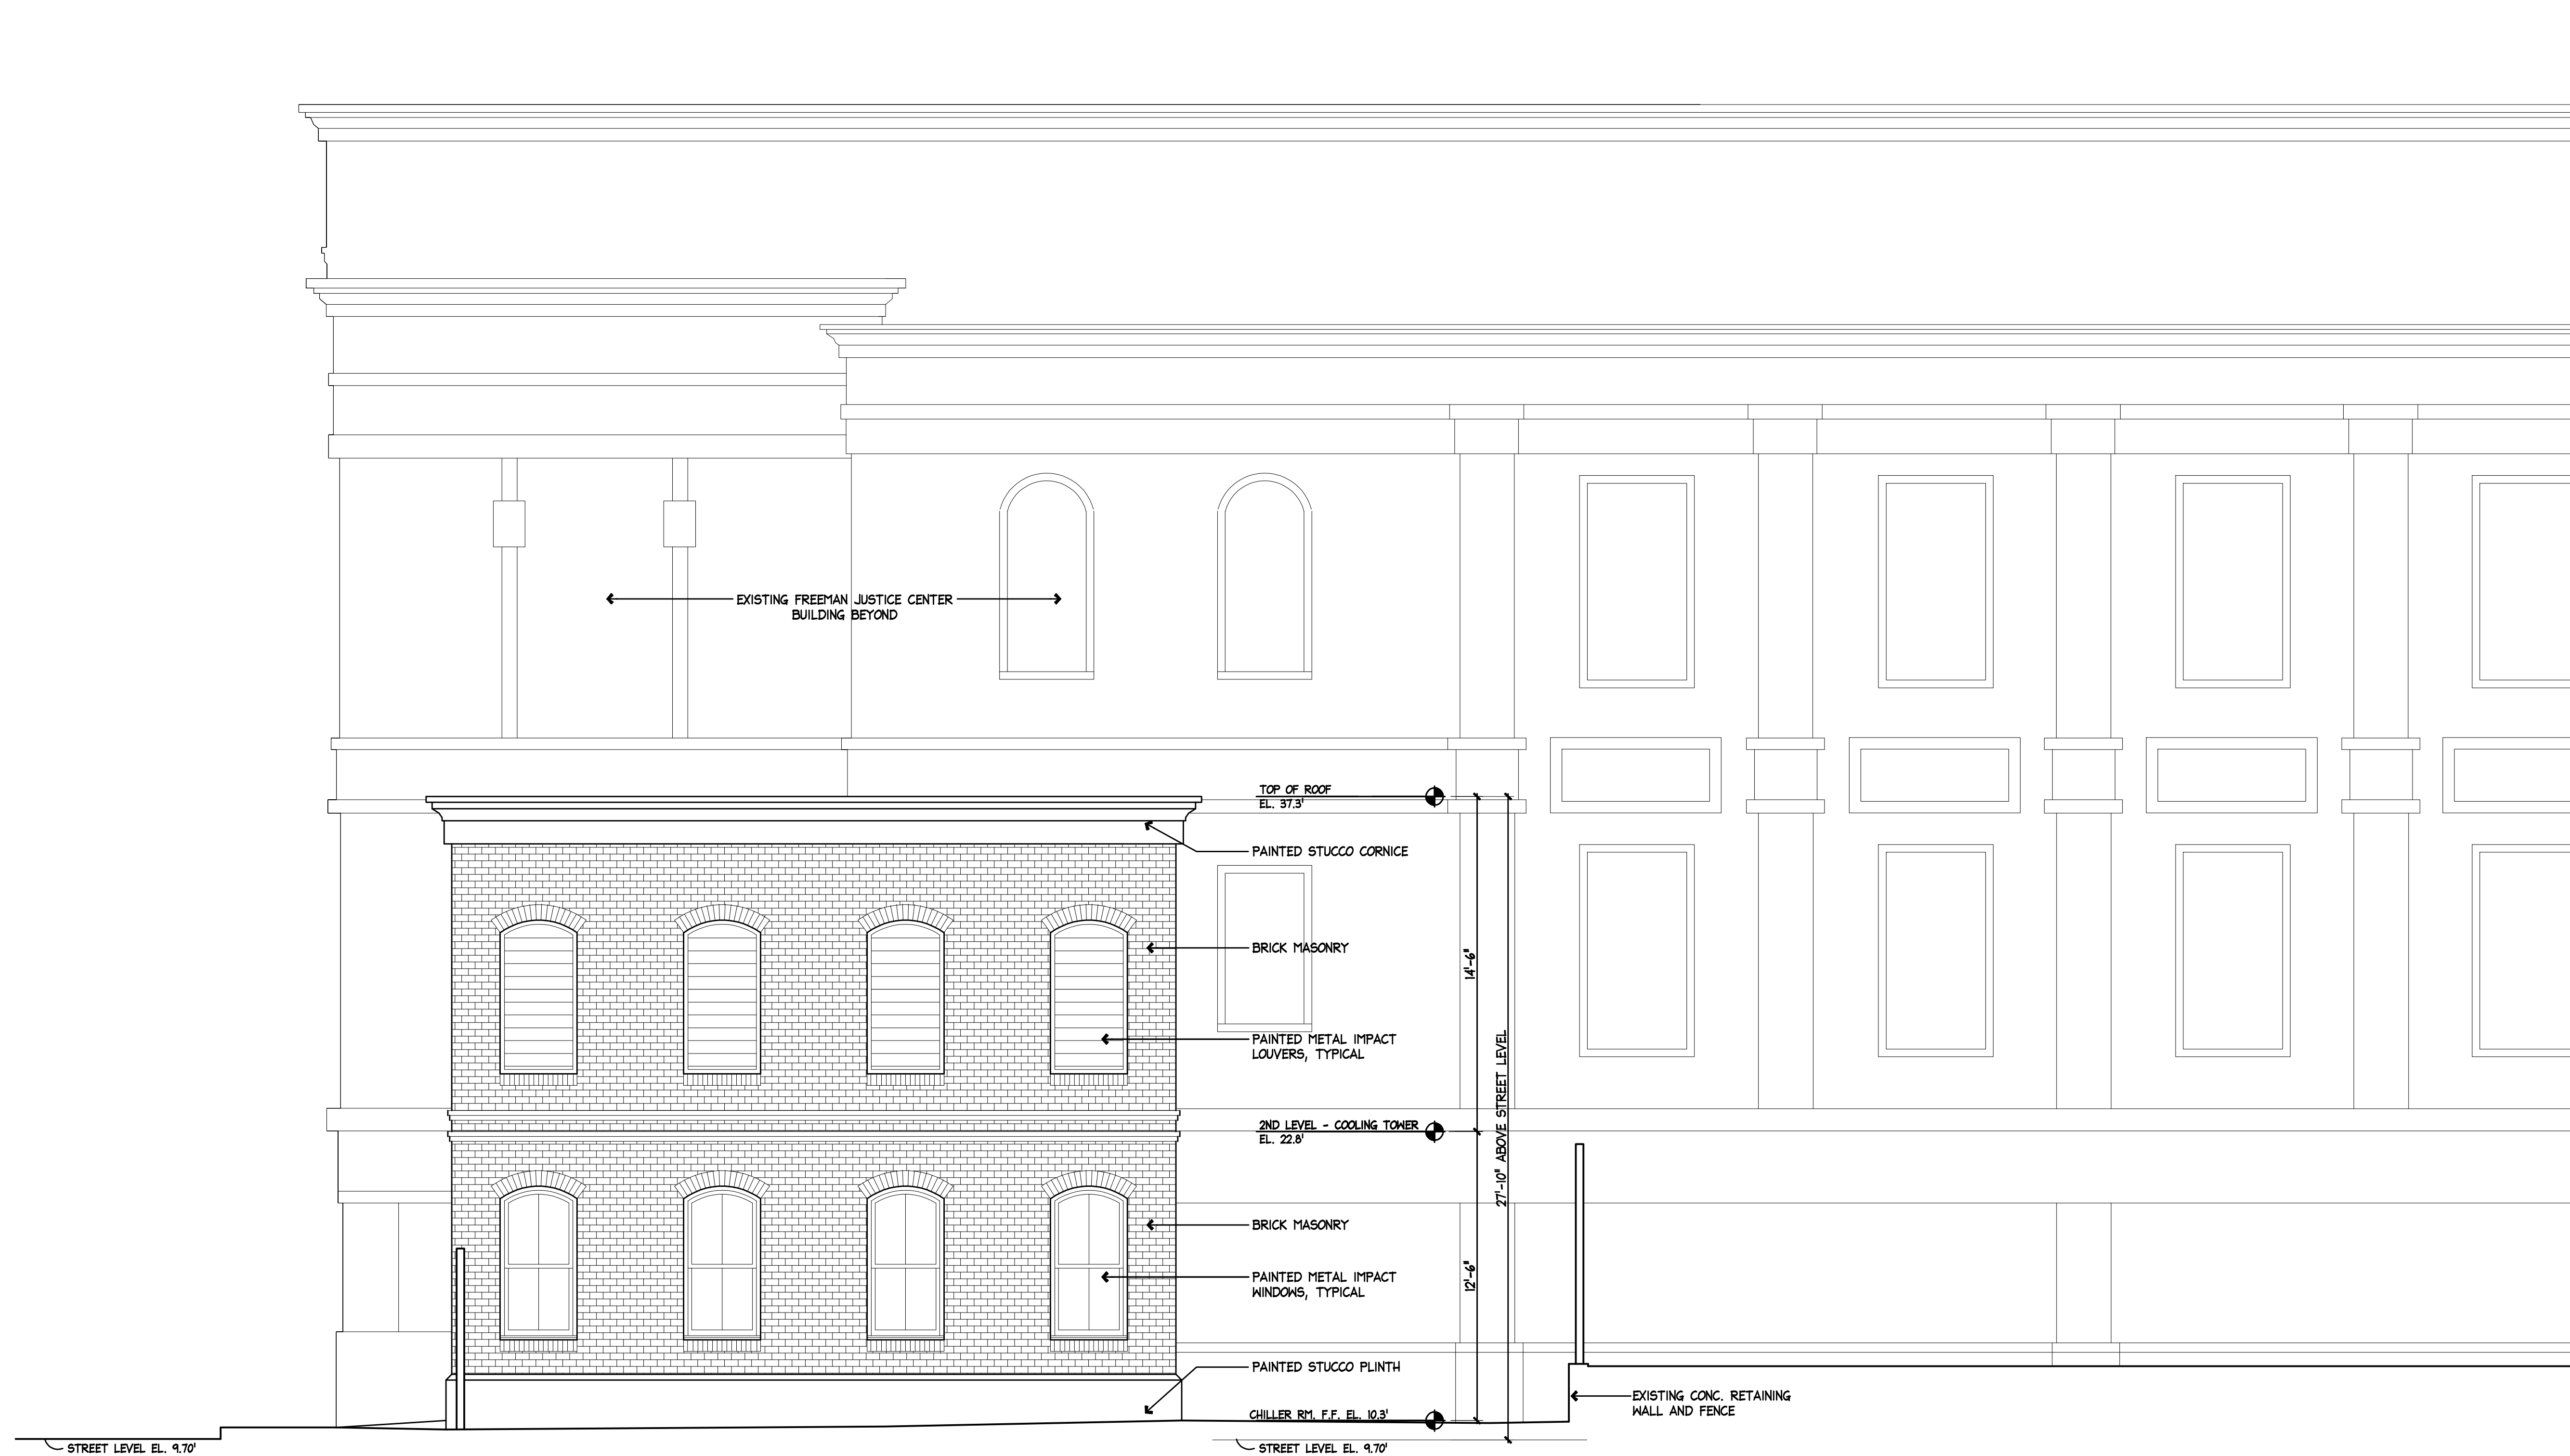 EXISTING FREEMAN JUSTICE CENTER
BUILDING BEYOND
TOP OF ROOF
EL. 37.3'
PAINTED STUCCO CORNICE
BRICK MASONRY
14'-6"
PAINTED METAL IMPACT
LOUVERS, TYPICAL
27'-10" ABOVE STREET LEVEL
2ND LEVEL - COOLING TOWER
EL. 22.8'
BRICK MASONRY
12'-6"
PAINTED METAL IMPACT
WINDOWS, TYPICAL
PAINTED STUCCO PLINTH
EXISTING CONC. RETAINING
WALL AND FENCE
CHILLER RM. F.F. EL. 10.3'
STREET LEVEL EL. 9.70'
STREET LEVEL EL. 9.70'